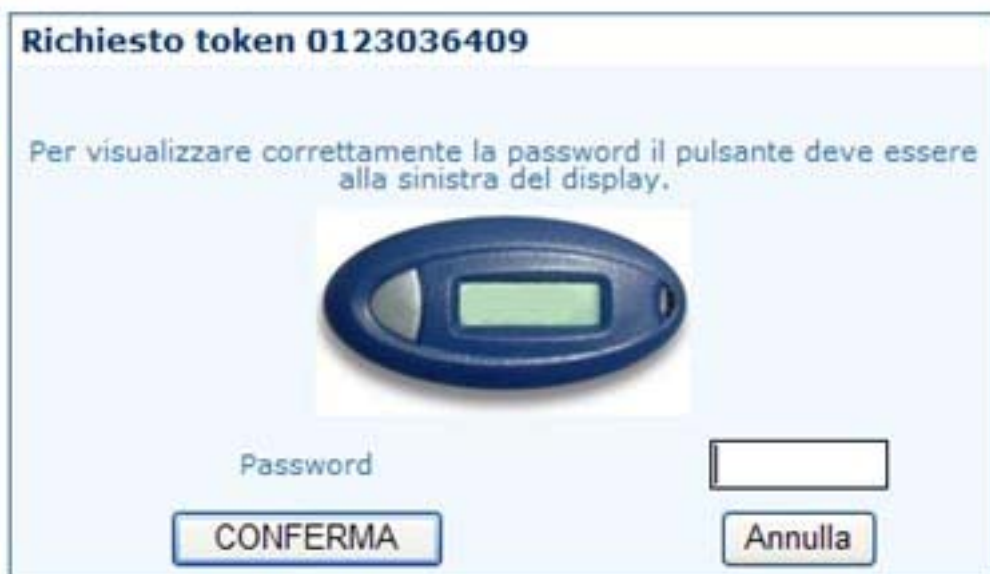 Richiesto token 0123036409
Per visualizzare correttamente la password il pulsante deve essere
alla sinistra del display.
Password
CONFERMA
Annulla